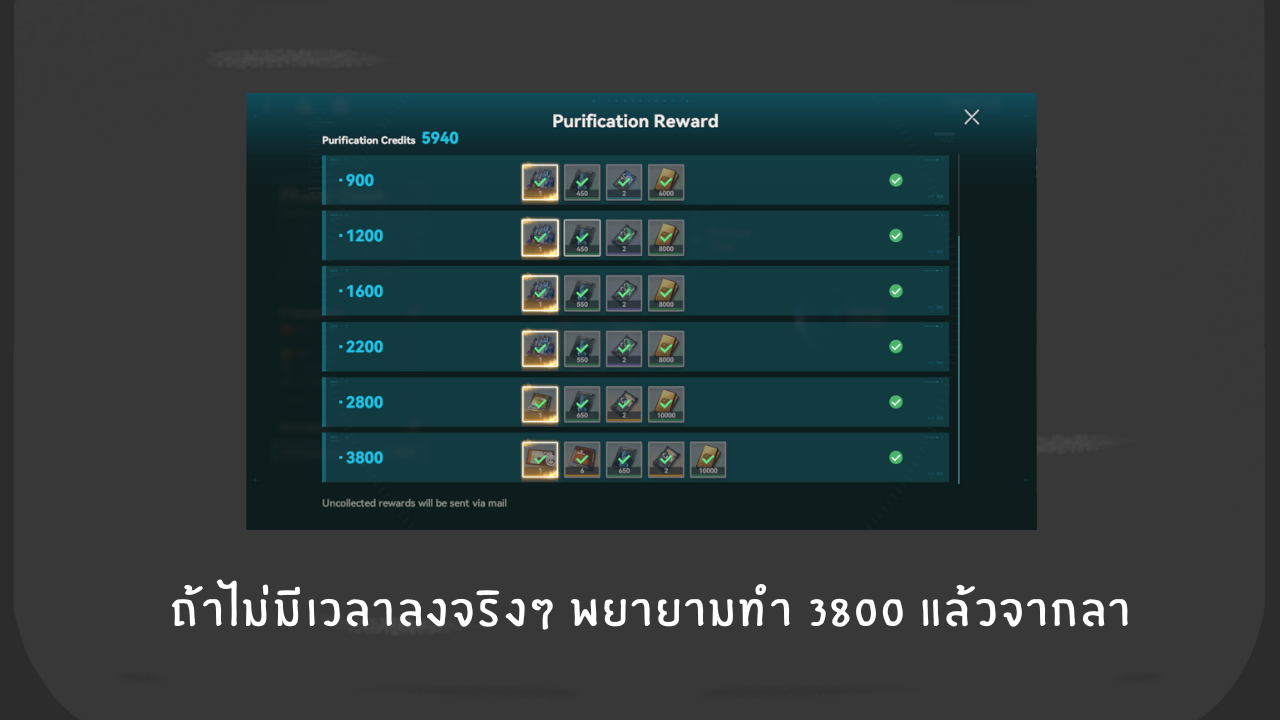 Purification Reward
Purification Credits 5940
· 900
1 450 2 6000
· 1200
1 450 2 8000
· 1600
1 550 2 8000
· 2200
1 550 2 8000
· 2800
1 650 2 10000
· 3800
1 6 650 2 10000
Uncollected rewards will be sent via mail
ถ้าไม่มีเวลาลงจริงๆ พยายามทำ 3800 แล้วจากลา